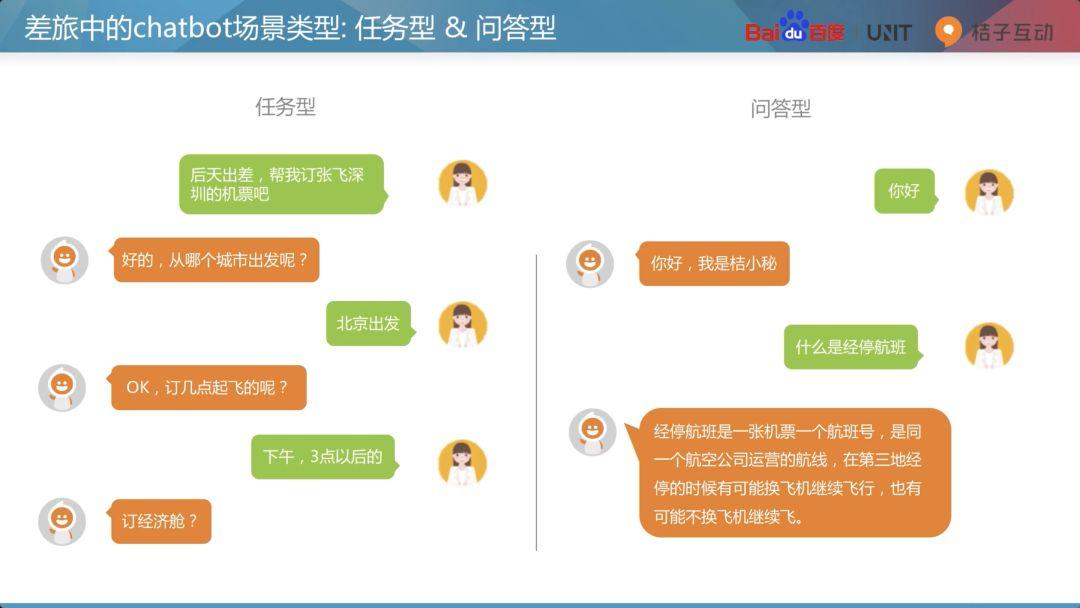 差旅中的chatbot场景类型: 任务型 & 问答型
Baidu百度 UNIT 桔子互动
任务型
后天出差，帮我订张飞深
圳的机票吧
好的，从哪个城市出发呢？
北京出发
OK，订几点起飞的呢？
下午，3点以后的
订经济舱？
问答型
你好
你好，我是桔小秘
什么是经停航班
经停航班是一张机票一个航班号，是同
一个航空公司运营的航线，在第三地经
停的时候有可能换飞机继续飞行，也有
可能不换飞机继续飞。